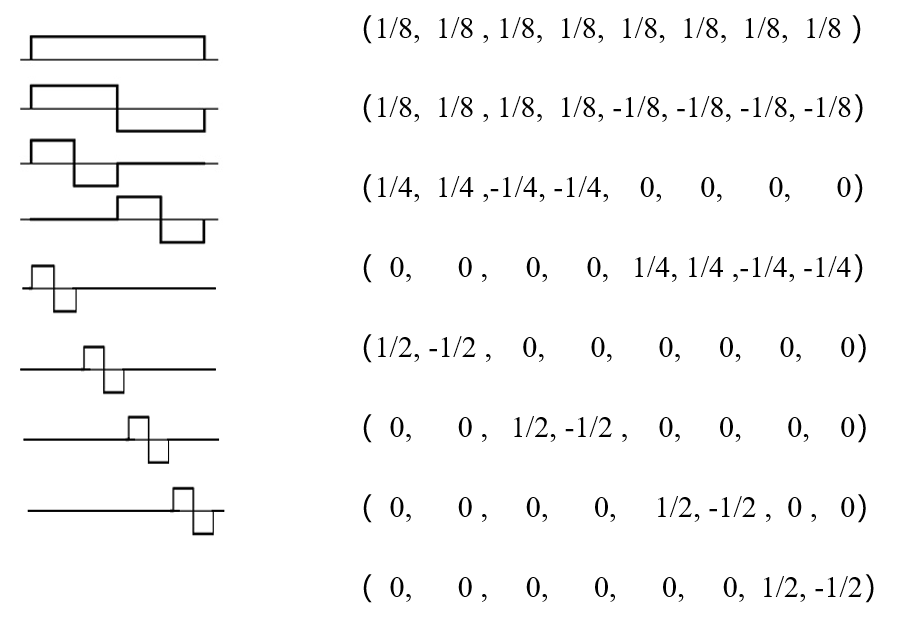 (1/8, 1/8 , 1/8, 1/8, 1/8, 1/8, 1/8, 1/8 )
(1/8, 1/8 , 1/8, 1/8, -1/8, -1/8, -1/8, -1/8)
(1/4, 1/4 ,-1/4, -1/4, 0, 0, 0, 0)
( 0, 0 , 0, 0, 1/4, 1/4 ,-1/4, -1/4)
(1/2, -1/2 , 0, 0, 0, 0, 0, 0)
( 0, 0 , 1/2, -1/2 , 0, 0, 0, 0)
( 0, 0 , 0, 0, 1/2, -1/2 , 0 , 0)
( 0, 0 , 0, 0, 0, 0, 1/2, -1/2)